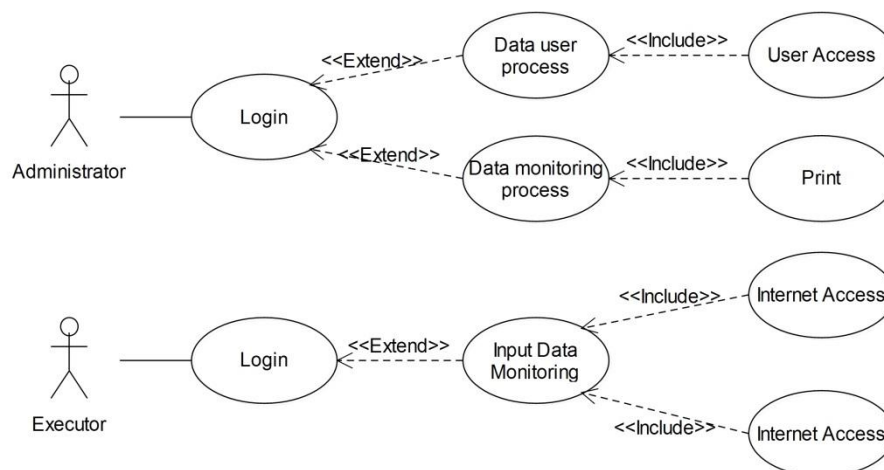 <<Extend>>
Data user
process
<<Include>>
User Access
Login
Administrator
<<Extend>>
Data monitoring
process
<<Include>>
Print
Login
Executor
<<Extend>>
Input Data
Monitoring
<<Include>>
Internet Access
<<Include>>
Internet Access